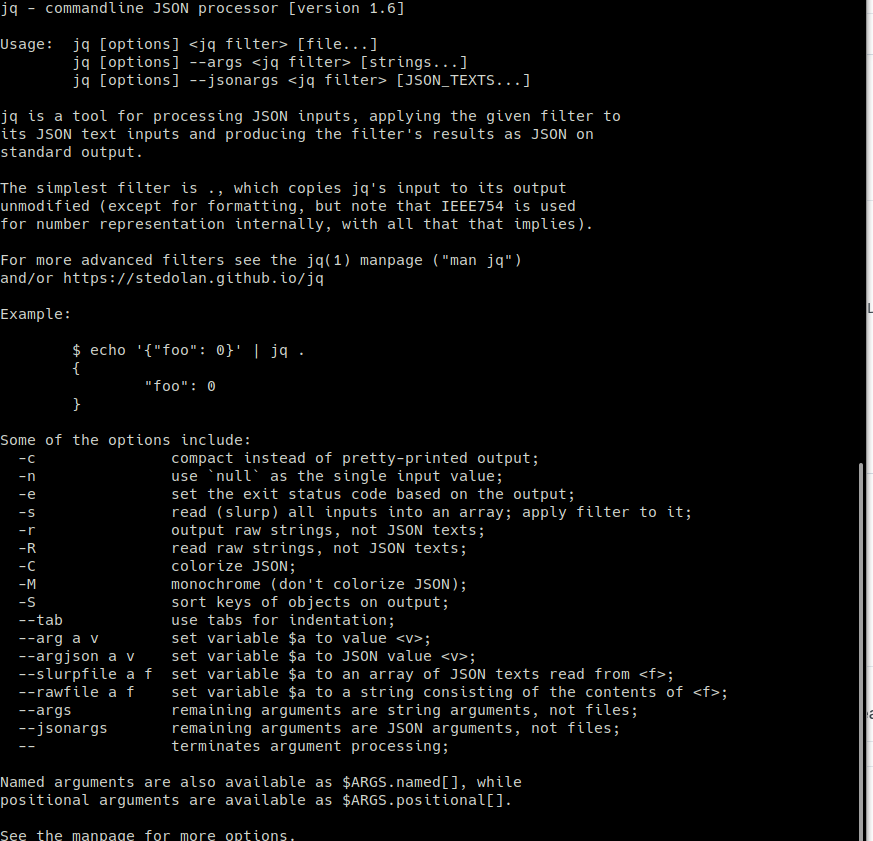 jq - commandline JSON processor [version 1.6]

Usage:  jq [options] <jq filter> [file...]
        jq [options] --args <jq filter> [strings...]
        jq [options] --jsonargs <jq filter> [JSON_TEXTS...]

jq is a tool for processing JSON inputs, applying the given filter to
its JSON text inputs and producing the filter's results as JSON on
standard output.

The simplest filter is ., which copies jq's input to its output
unmodified (except for formatting, but note that IEEE754 is used
for number representation internally, with all that that implies).

For more advanced filters see the jq(1) manpage ("man jq")
and/or https://stedolan.github.io/jq

Example:

        $ echo '{"foo": 0}' | jq .
        {
                "foo": 0
        }

Some of the options include:
  -c               compact instead of pretty-printed output;
  -n               use `null` as the single input value;
  -e               set the exit status code based on the output;
  -s               read (slurp) all inputs into an array; apply filter to it;
  -r               output raw strings, not JSON texts;
  -R               read raw strings, not JSON texts;
  -C               colorize JSON;
  -M               monochrome (don't colorize JSON);
  -S               sort keys of objects on output;
  --tab            use tabs for indentation;
  --arg a v        set variable $a to value <v>;
  --argjson a v    set variable $a to JSON value <v>;
  --slurpfile a f  set variable $a to an array of JSON texts read from <f>;
  --rawfile a f    set variable $a to a string consisting of the contents of <f>;
  --args           remaining arguments are string arguments, not files;
  --jsonargs       remaining arguments are JSON arguments, not files;
  --               terminates argument processing;

Named arguments are also available as $ARGS.named[], while
positional arguments are available as $ARGS.positional[].

See the manpage for more options.